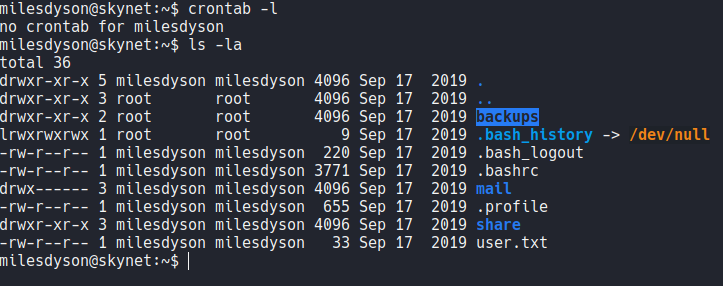 milesdyson@skynet:~$ crontab -l
no crontab for milesdyson
milesdyson@skynet:~$ ls -la
total 36
drwxr-xr-x 5 milesdyson milesdyson 4096 Sep 17  2019 .
drwxr-xr-x 3 root       root       4096 Sep 17  2019 ..
drwxr-xr-x 2 root       root       4096 Sep 17  2019 backups
lrwxrwxrwx 1 root       root          9 Sep 17  2019 .bash_history -> /dev/null
-rw-r--r-- 1 milesdyson milesdyson  220 Sep 17  2019 .bash_logout
-rw-r--r-- 1 milesdyson milesdyson 3771 Sep 17  2019 .bashrc
drwx------ 3 milesdyson milesdyson 4096 Sep 17  2019 mail
-rw-r--r-- 1 milesdyson milesdyson  655 Sep 17  2019 .profile
drwxr-xr-x 3 milesdyson milesdyson 4096 Sep 17  2019 share
-rw-r--r-- 1 milesdyson milesdyson   33 Sep 17  2019 user.txt
milesdyson@skynet:~$